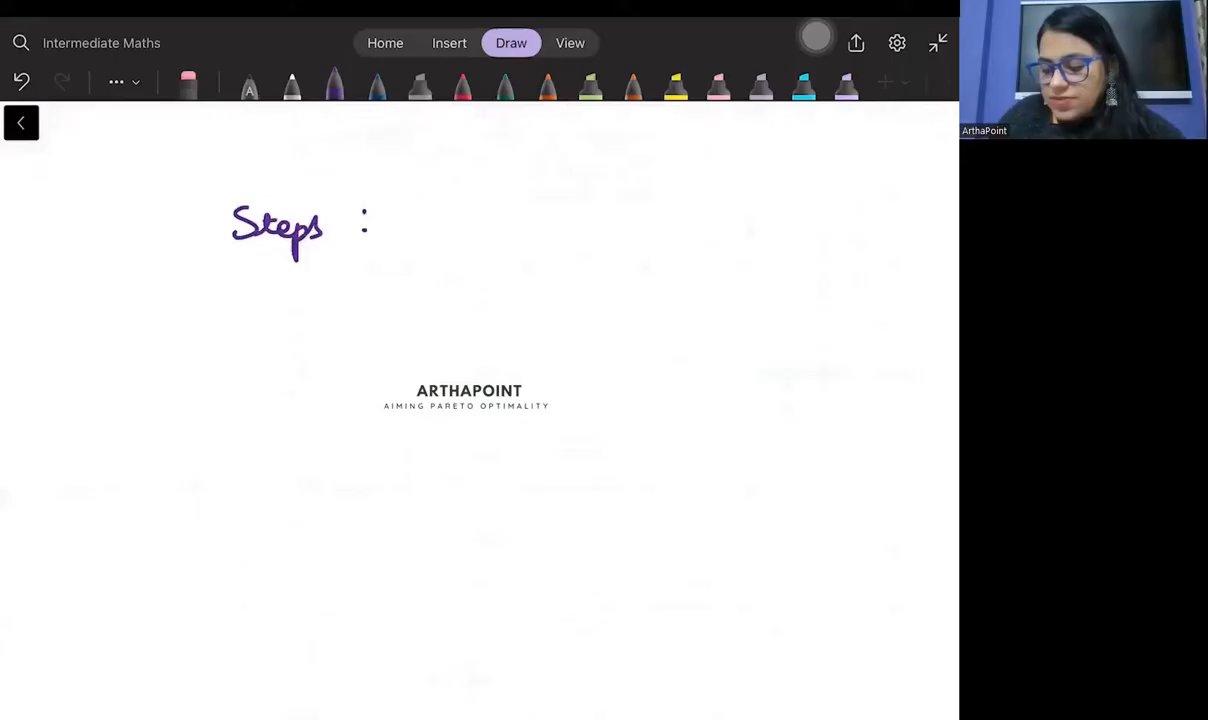 Intermediate Maths
Home Insert Draw View
A
ArthaPoint
Steps :
ARTHAPOINT
AIMING PARETO OPTIMALITY